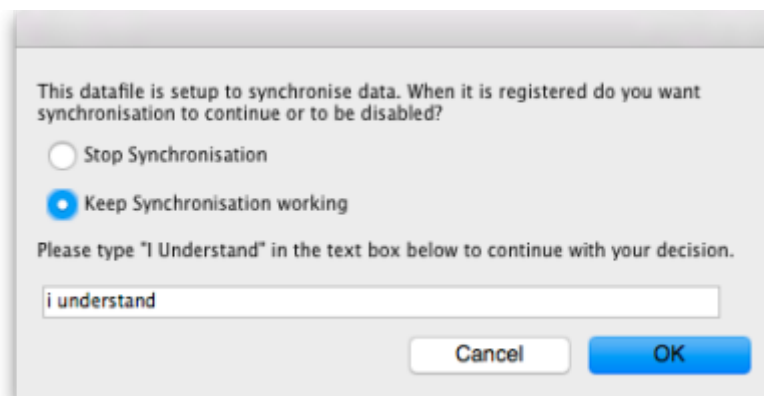 This datafile is setup to synchronise data. When it is registered do you want
synchronisation to continue or to be disabled?
Stop Synchronisation
Keep Synchronisation working
Please type "I Understand" in the text box below to continue with your decision.
i understand
Cancel OK